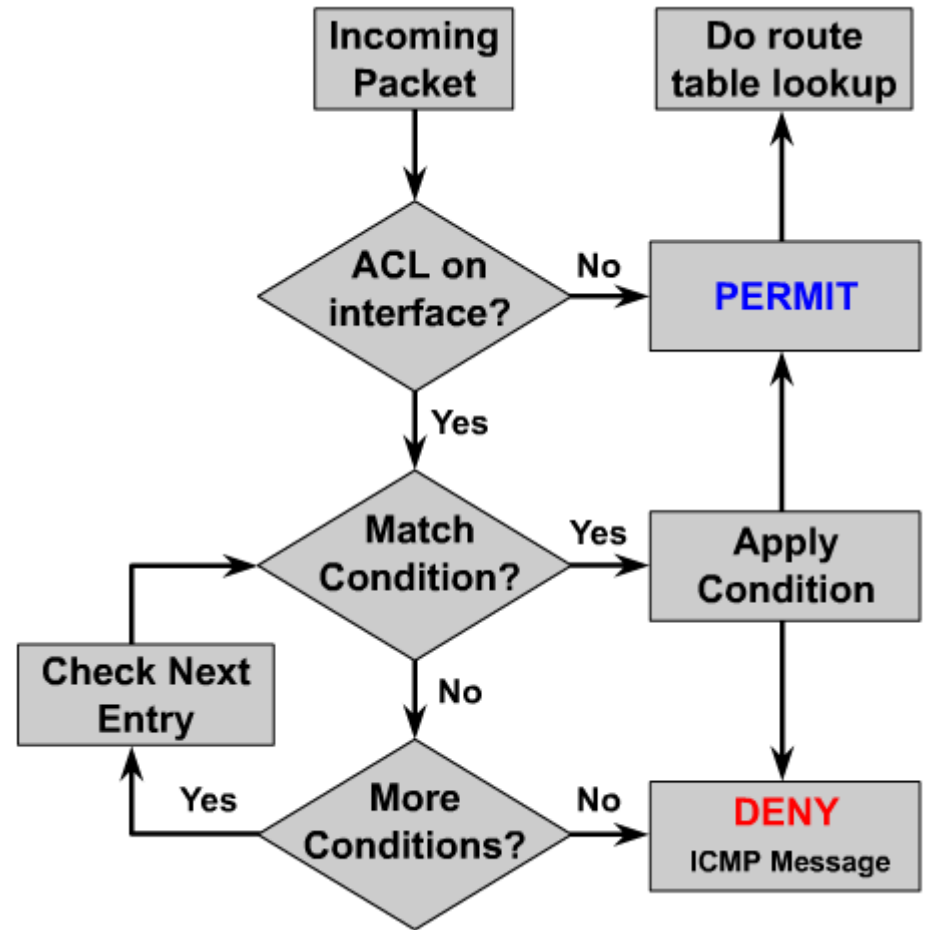 Incoming
Packet
Do route
table lookup
ACL on
interface?
No
PERMIT
Yes
Match
Condition?
Yes
Apply
Condition
Check Next
Entry
No
More
Conditions?
Yes
No
DENY
ICMP Message